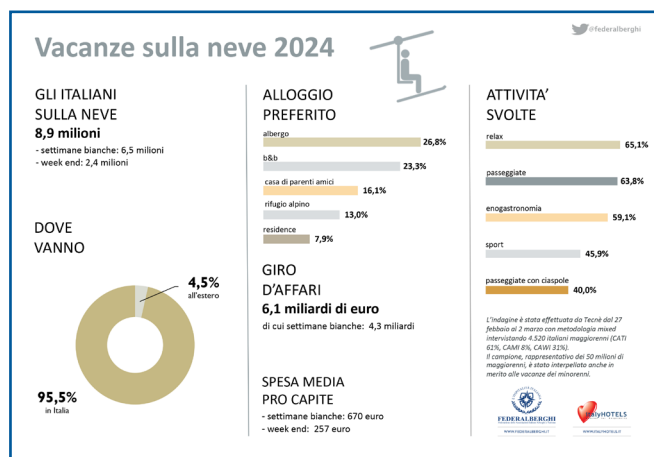 @federalberghi
Vacanze sulla neve 2024
GLI ITALIANI
SULLA NEVE
8,9 milioni
- settimane bianche: 6,5 milioni
- week end: 2,4 milioni
DOVE
VANNO
4,5%
all'estero
95,5%
in Italia
ALLOGGIO
PREFERITO
albergo
26,8%
b&b
23,3%
casa di parenti amici
16,1%
rifugio alpino
13,0%
residence
7,9%
GIRO
D'AFFARI
6,1 miliardi di euro
di cui settimane bianche: 4,3 miliardi
SPESA MEDIA
PRO CAPITE
- settimane bianche: 670 euro
- week end: 257 euro
ATTIVITA'
SVOLTE
relax
65,1%
passeggiate
63,8%
enogastronomia
59,1%
sport
45,9%
passeggiate con ciaspole
40,0%
L'indagine è stata effettuata da Tecnè dal 27
febbaio al 2 marzo con metodologia mixed
intervistando 4.520 italiani maggiorenni (CATI
61%, CAMI 8%, CAWI 31%).
Il campione, rappresentativo dei 50 milioni di
maggiorenni, è stato interpellato anche in
merito alle vacanze dei minorenni.
FEDERALBERGHI
WWW.FEDERALBERGHI.IT
italyHOTELS
WWW.ITALYHOTELS.IT